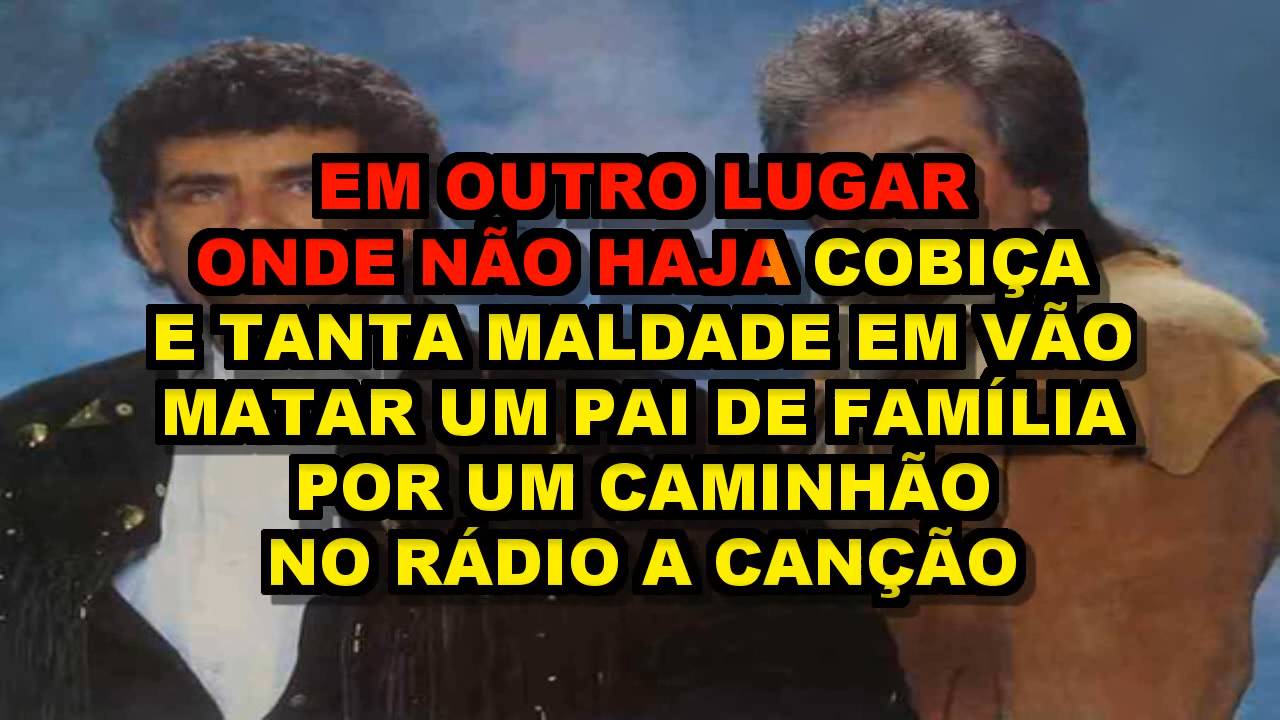 EM OUTRO LUGAR
ONDE NÃO HAJA COBIÇA
E TANTA MALDADE EM VÃO
MATAR UM PAI DE FAMÍLIA
POR UM CAMINHÃO
NO RÁDIO A CANÇÃO